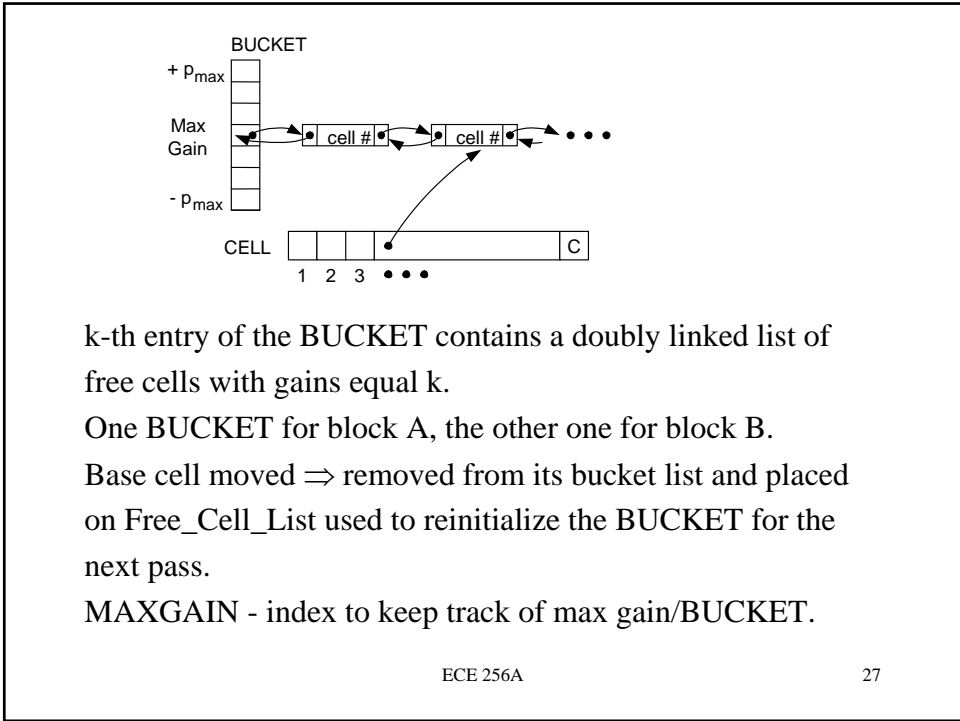 BUCKET
+ pmax
Max
Gain
cell # cell # • • •
- pmax
CELL C
1 2 3 • • •
k-th entry of the BUCKET contains a doubly linked list of
free cells with gains equal k.
One BUCKET for block A, the other one for block B.
Base cell moved ⇒ removed from its bucket list and placed
on Free_Cell_List used to reinitialize the BUCKET for the
next pass.
MAXGAIN - index to keep track of max gain/BUCKET.
ECE 256A 27